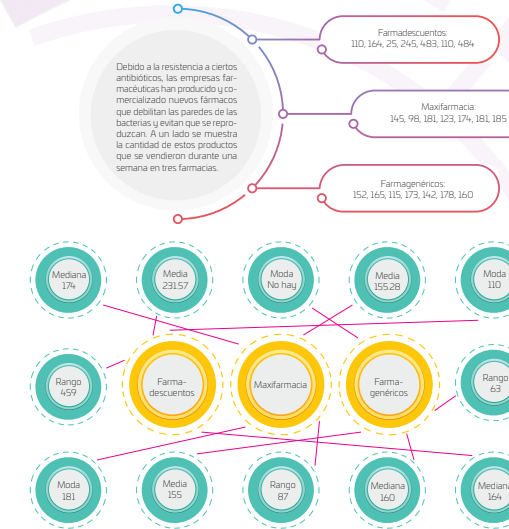 Debido a la resistencia a ciertos
antibióticos, las empresas far-
macéuticas han producido y co-
mercializado nuevos fármacos
que debilitan las paredes de las
bacterias y evitan que se repro-
duzcan. A un lado se muestra
la cantidad de estos productos
que se vendieron durante una
semana en tres farmacias.
Farmadescuentos:
110, 164, 25, 245, 483, 110, 484
Maxifarmacia:
145, 98, 181, 123, 174, 181, 185
Farmagenéricos:
152, 165, 115, 173, 142, 178, 160
Mediana
174
Media
231.57
Moda
No hay
Media
155.28
Moda
110
Rango
459
Farma-
descuentos
Maxifarmacia
Farma-
genéricos
Rango
63
Moda
181
Media
155
Rango
87
Mediana
160
Mediana
164